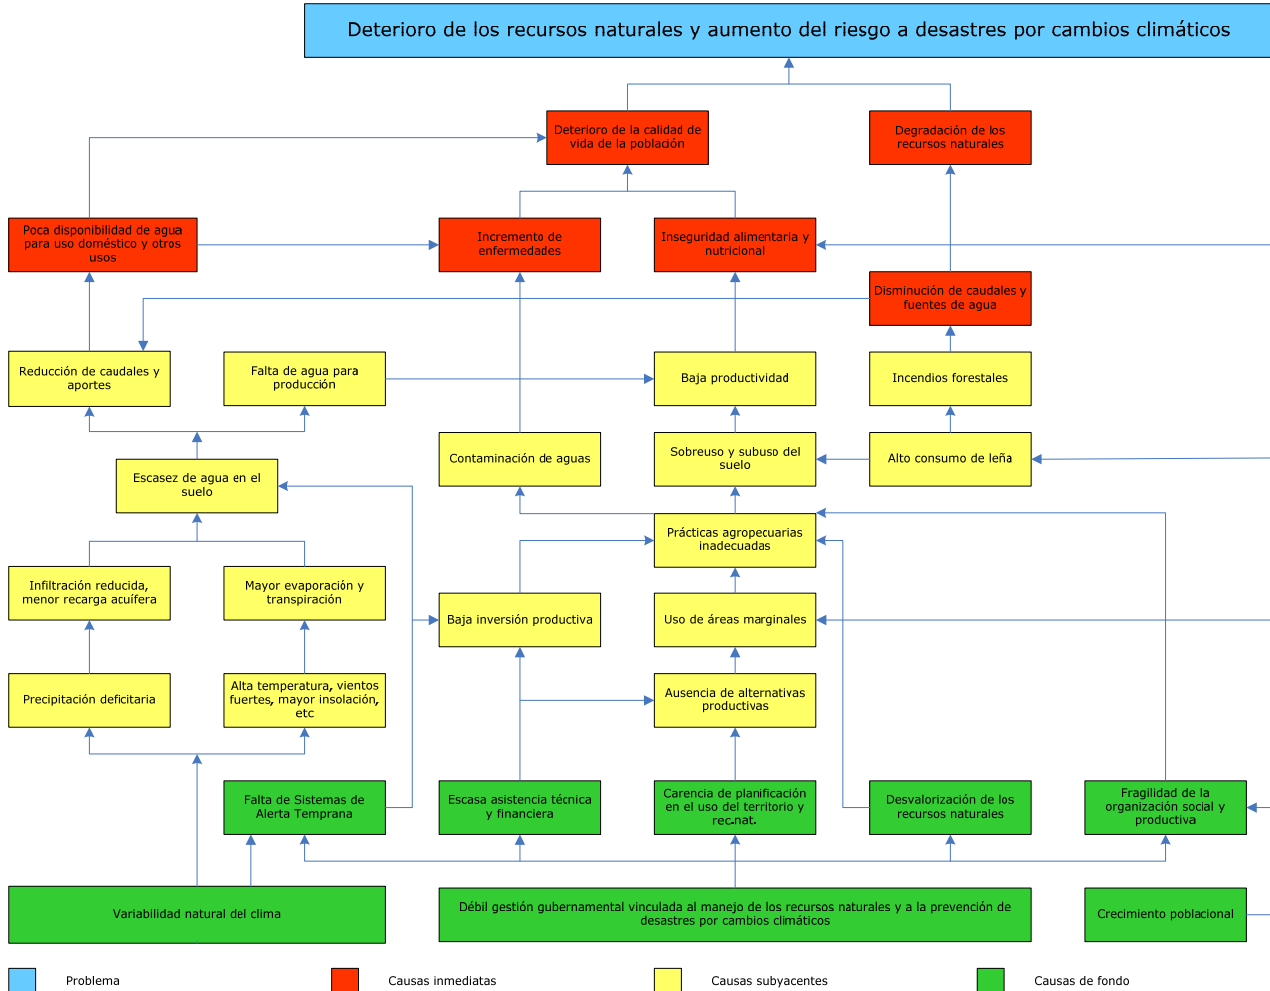 Deterioro de los recursos naturales y aumento del riesgo a desastres por cambios climáticos
Deterioro de la calidad de
vida de la población
Degradación de los
recursos naturales
Poca disponibilidad de agua
para uso doméstico y otros
usos
Incremento de
enfermedades
Inseguridad alimentaria y
nutricional
Disminución de caudales y
fuentes de agua
Reducción de caudales y
aportes
Falta de agua para
producción
Baja productividad
Incendios forestales
Contaminación de aguas
Sobreuso y subuso del
suelo
Alto consumo de leña
Escasez de agua en el
suelo
Prácticas agropecuarias
inadecuadas
Infiltración reducida,
menor recarga acuífera
Mayor evaporación y
transpiración
Baja inversión productiva
Uso de áreas marginales
Precipitación deficitaria
Alta temperatura, vientos
fuertes, mayor insolación,
etc
Ausencia de alternativas
productivas
Falta de Sistemas de
Alerta Temprana
Escasa asistencia técnica
y financiera
Carencia de planificación
en el uso del territorio y
rec.nat.
Desvalorización de los
recursos naturales
Fragilidad de la
organización social y
productiva
Variabilidad natural del clima
Débil gestión gubernamental vinculada al manejo de los recursos naturales y a la prevención de
desastres por cambios climáticos
Crecimiento poblacional
Problema
Causas inmediatas
Causas subyacentes
Causas de fondo